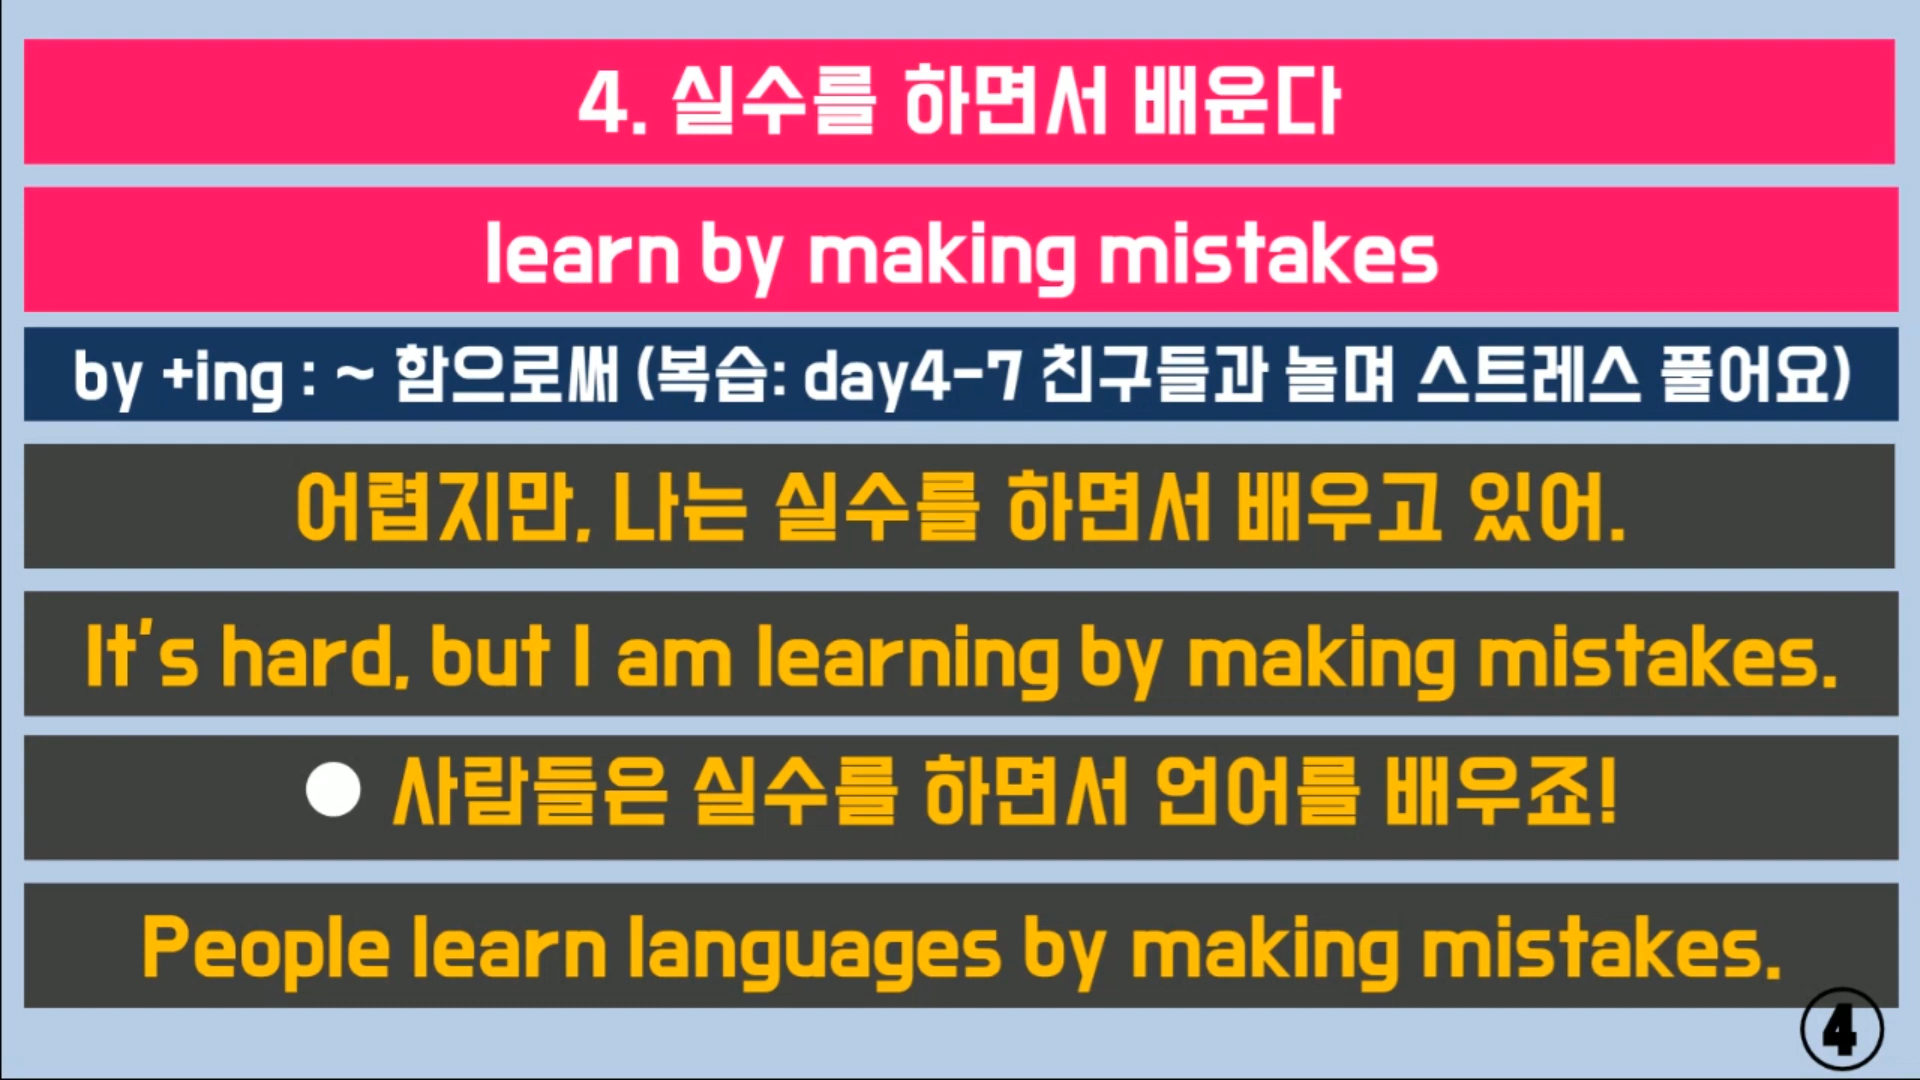 4. 실수를 하면서 배운다
learn by making mistakes
by +ing : ~ 함으로써 (복습: day4-7 친구들과 놀며 스트레스 풀어요)
어렵지만, 나는 실수를 하면서 배우고 있어.
It's hard, but I am learning by making mistakes.
● 사람들은 실수를 하면서 언어를 배우죠!
People learn languages by making mistakes.
④